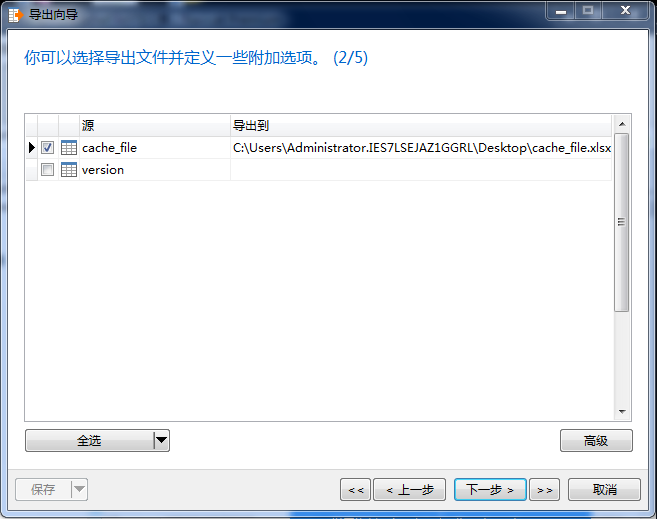 导出向导
你可以选择导出文件并定义一些附加选项。 (2/5)
源 导出到
cache_file C:\Users\Administrator.IES7LSEJAZ1GGRL\Desktop\cache_file.xlsx
version
全选 高级
保存 << < 上一步 下一步 > >> 取消